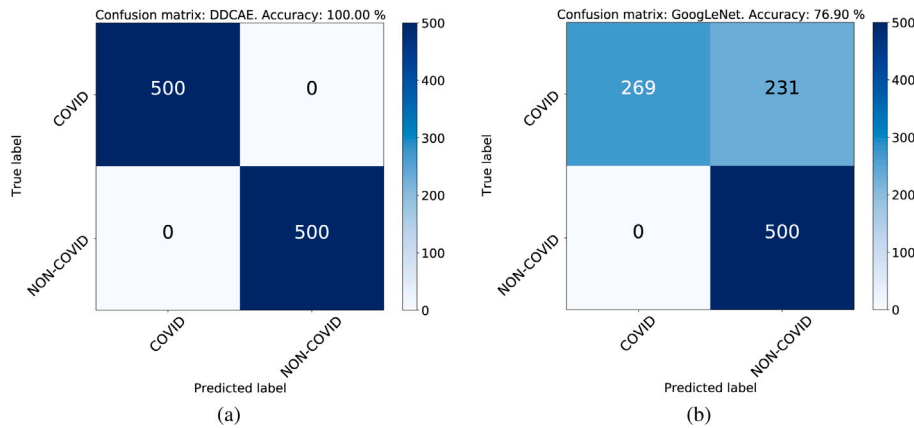 Confusion matrix: DDCAE. Accuracy: 100.00 %
500
0
0
500
COVID
NON-COVID
True label
COVID
NON-COVID
Predicted label
500
400
300
200
100
0
(a)
Confusion matrix: GoogLeNet. Accuracy: 76.90 %
269
231
0
500
COVID
NON-COVID
True label
COVID
NON-COVID
Predicted label
500
400
300
200
100
0
(b)